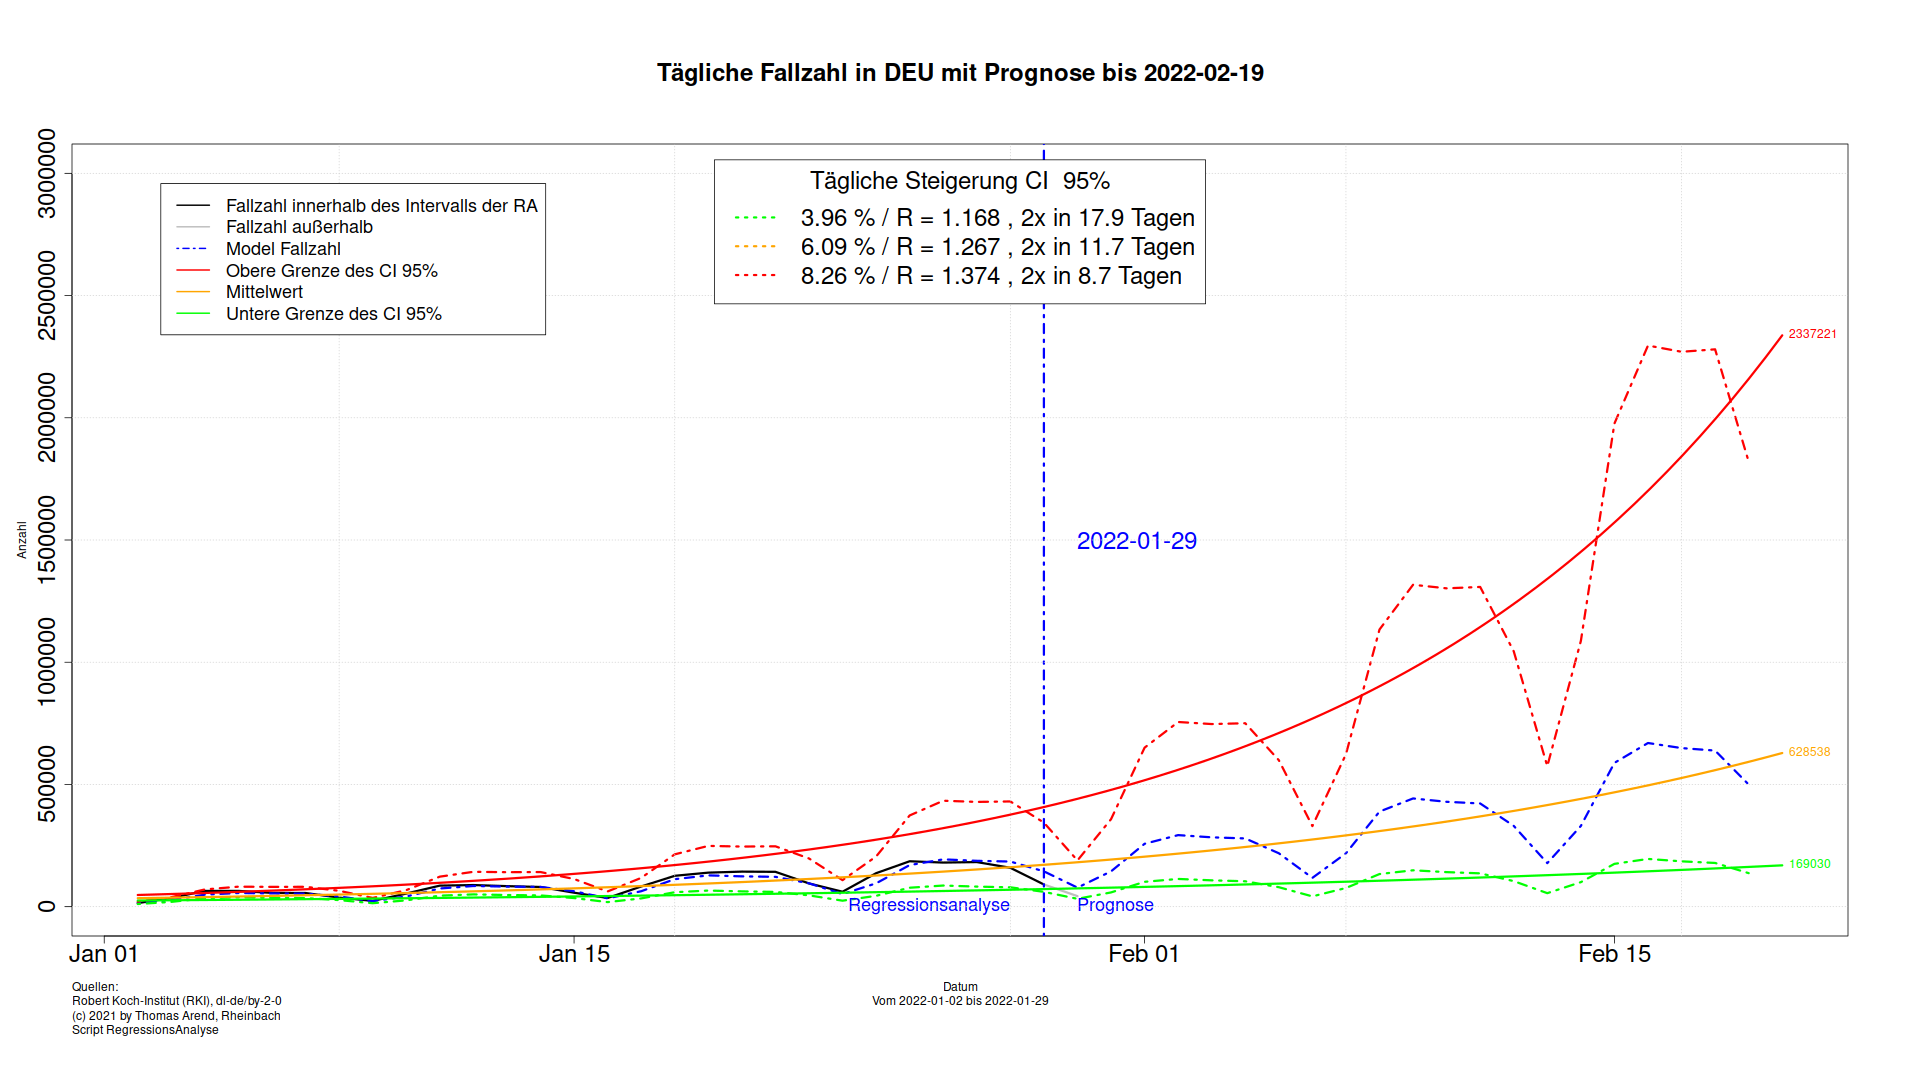 Tägliche Fallzahl in DEU mit Prognose bis 2022-02-19
Anzahl
3000000
2500000
2000000
1500000
1000000
500000
0
Fallzahl innerhalb des Intervalls der RA
Fallzahl außerhalb
Model Fallzahl
Obere Grenze des CI 95%
Mittelwert
Untere Grenze des CI 95%
Tägliche Steigerung CI 95%
3.96 % / R = 1.168 , 2x in 17.9 Tagen
6.09 % / R = 1.267 , 2x in 11.7 Tagen
8.26 % / R = 1.374 , 2x in 8.7 Tagen
2337221
2022-01-29
628538
169030
Regressionsanalyse
Prognose
Jan 01
Jan 15
Feb 01
Feb 15
Datum
Vom 2022-01-02 bis 2022-01-29
Quellen:
Robert Koch-Institut (RKI), dl-de/by-2-0
(c) 2021 by Thomas Arend, Rheinbach
Script RegressionsAnalyse